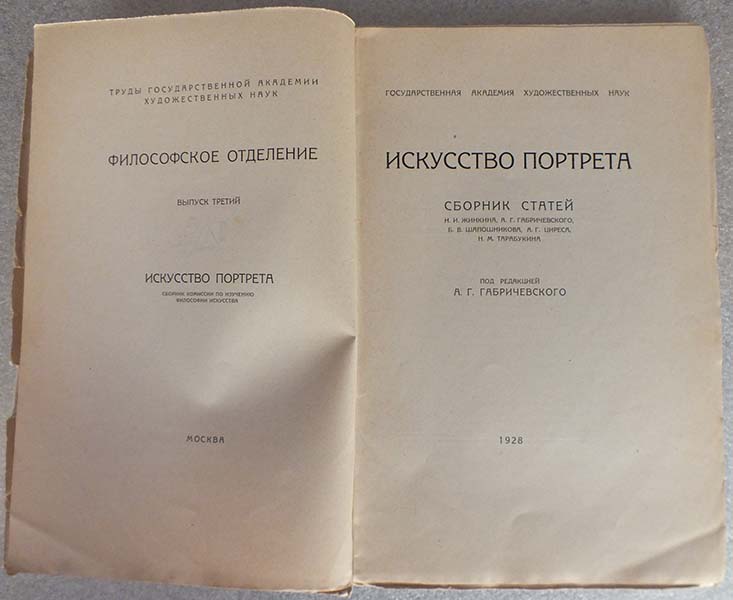 ТРУДЫ ГОСУДАРСТВЕННОЙ АКАДЕМИИ
ХУДОЖЕСТВЕННЫХ НАУК
ФИЛОСОФСКОЕ ОТДЕЛЕНИЕ
ВЫПУСК ТРЕТИЙ
ИСКУССТВО ПОРТРЕТА
СБОРНИК КОМИССИИ ПО ИЗУЧЕНИЮ
ФИЛОСОФИИ ИСКУССТВА
МОСКВА
ГОСУДАРСТВЕННАЯ АКАДЕМИЯ ХУДОЖЕСТВЕННЫХ НАУК
ИСКУССТВО ПОРТРЕТА
СБОРНИК СТАТЕЙ
Н. И. ЖИНКИНА, А. Г. ГАБРИЧЕВСКОГО,
Б. В. ШАПОШНИКОВА, А. Г. ЦИРЕСА,
Н. М. ТАРАБУКИНА
ПОД РЕДАКЦИЕЙ
А. Г. ГАБРИЧЕВСКОГО
1928